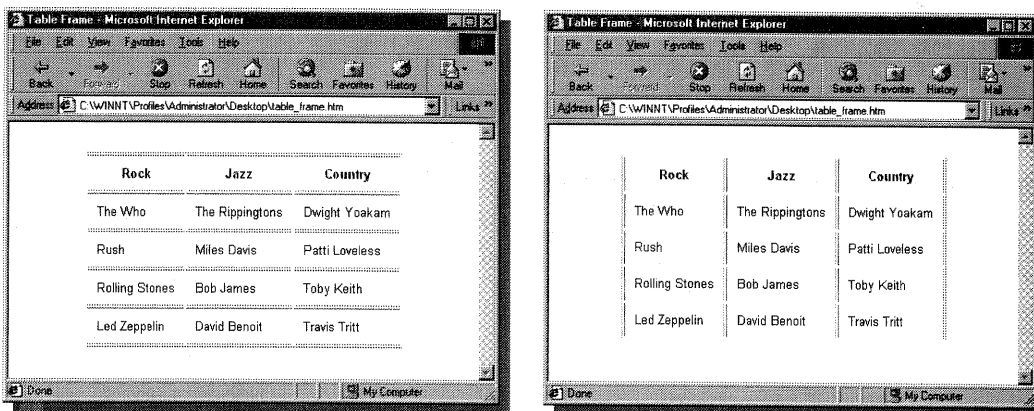 Table Frame - Microsoft Internet Explorer
File Edit View Favorites Tools Help
Back Forward Stop Refresh Home Search Favorites History Mail
Address C:\WINNT\Profiles\Administrator\Desktop\table_frame.htm Links
Rock Jazz Country
The Who The Rippingtons Dwight Yoakam
Rush Miles Davis Patti Loveless
Rolling Stones Bob James Toby Keith
Led Zeppelin David Benoit Travis Tritt
Done My Computer
Table Frame - Microsoft Internet Explorer
File Edit View Favorites Tools Help
Back Forward Stop Refresh Home Search Favorites History Mail
Address C:\WINNT\Profiles\Administrator\Desktop\table_frame.htm Links
Rock Jazz Country
The Who The Rippingtons Dwight Yoakam
Rush Miles Davis Patti Loveless
Rolling Stones Bob James Toby Keith
Led Zeppelin David Benoit Travis Tritt
Done My Computer